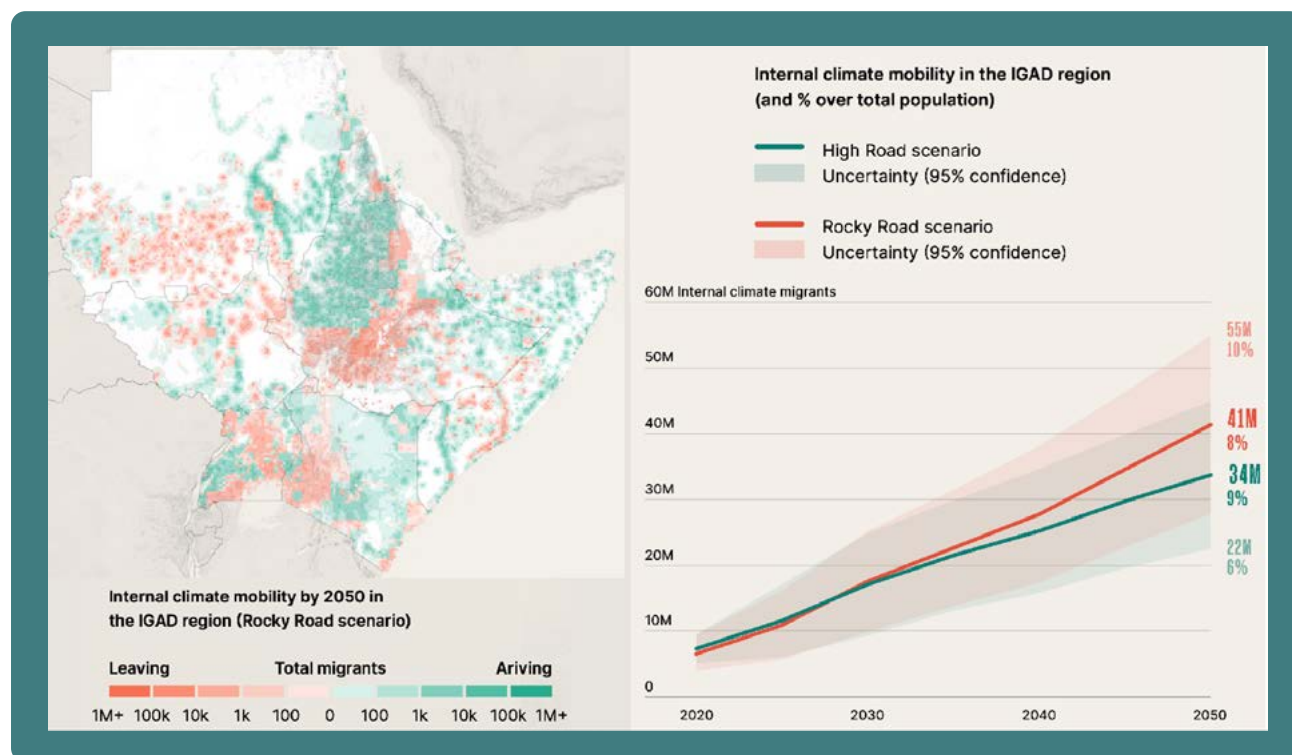 Internal climate mobility in the IGAD region
(and % over total population)
High Road scenario
Uncertainty (95% confidence)
Rocky Road scenario
Uncertainty (95% confidence)
60M Internal climate migrants
50M
40M
30M
20M
10M
0
2020 2030 2040 2050
55M
10%
41M
8%
34M
9%
22M
6%
Internal climate mobility by 2050 in
the IGAD region (Rocky Road scenario)
Leaving Total migrants Ariving
1M+ 100k 10k 1k 100 0 100 1k 10k 100k 1M+